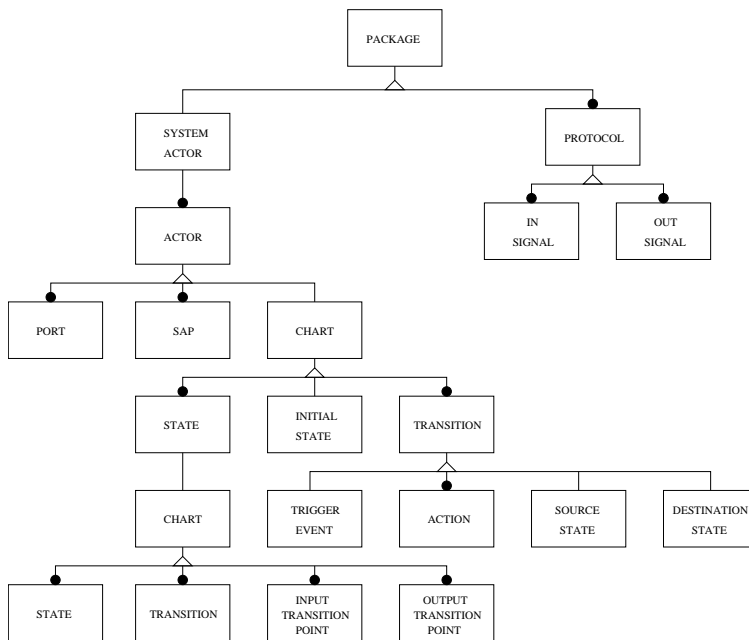 PACKAGE
SYSTEM
ACTOR
PROTOCOL
ACTOR
IN
SIGNAL
OUT
SIGNAL
PORT
SAP
CHART
STATE
INITIAL
STATE
TRANSITION
CHART
TRIGGER
EVENT
ACTION
SOURCE
STATE
DESTINATION
STATE
STATE
TRANSITION
INPUT
TRANSITION
POINT
OUTPUT
TRANSITION
POINT